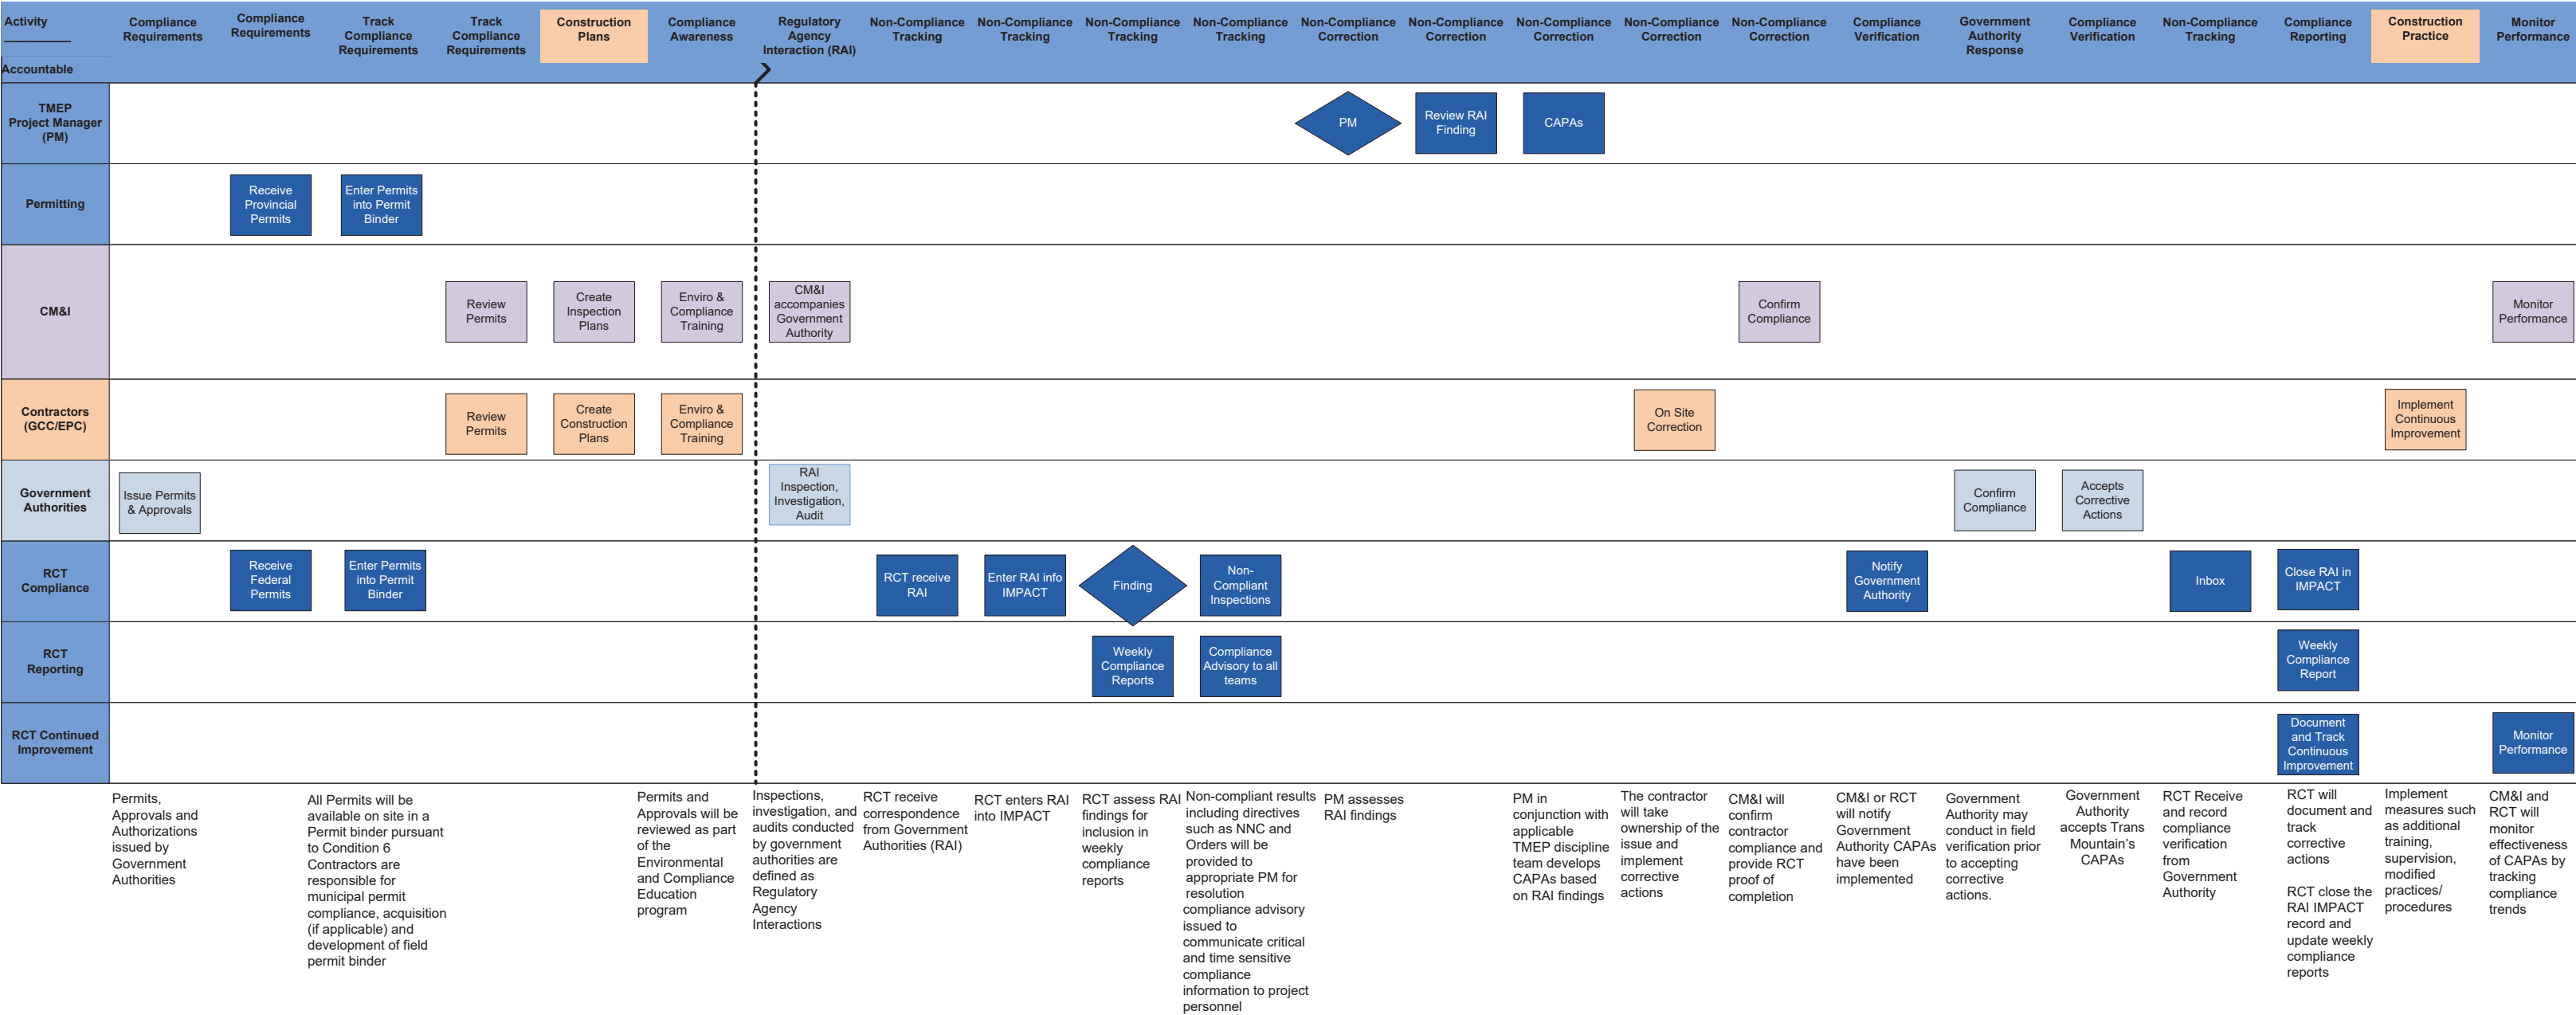 Activity
Accountable
Compliance
Requirements
Compliance
Requirements
Track
Compliance
Requirements
Track
Compliance
Requirements
Construction
Plans
Compliance
Awareness
Regulatory
Agency
Interaction (RAI)
Non-Compliance
Tracking
Non-Compliance
Tracking
Non-Compliance
Tracking
Non-Compliance
Tracking
Non-Compliance
Correction
Non-Compliance
Correction
Non-Compliance
Correction
Non-Compliance
Correction
Non-Compliance
Correction
Compliance
Verification
Government
Authority
Response
Compliance
Verification
Non-Compliance
Tracking
Compliance
Reporting
Construction
Practice
Monitor
Performance
TMEP
Project Manager
(PM)
PM
Review RAI
Finding
CAPAs
Permitting
Receive
Provincial
Permits
Enter Permits
into Permit
Binder
CM&I
Review
Permits
Create
Inspection
Plans
Enviro &
Compliance
Training
CM&I
accompanies
Government
Authority
Confirm
Compliance
Monitor
Performance
Contractors
(GCC/EPC)
Review
Permits
Create
Construction
Plans
Enviro &
Compliance
Training
On Site
Correction
Implement
Continuous
Improvement
Government
Authorities
Issue Permits
& Approvals
RAI
Inspection,
Investigation,
Audit
Confirm
Compliance
Accepts
Corrective
Actions
RCT
Compliance
Receive
Federal
Permits
Enter Permits
into Permit
Binder
RCT receive
RAI
Enter RAI info
IMPACT
Finding
Non-
Compliant
Inspections
Notify
Government
Authority
Inbox
Close RAI in
IMPACT
RCT
Reporting
Weekly
Compliance
Reports
Compliance
Advisory to all
teams
Weekly
Compliance
Report
RCT Continued
Improvement
Document
and Track
Continuous
Improvement
Monitor
Performance
Permits,
Approvals and
Authorizations
issued by
Government
Authorities
All Permits will be
available on site in a
Permit binder pursuant
to Condition 6
Contractors are
responsible for
municipal permit
compliance, acquisition
(if applicable) and
development of field
permit binder
Permits and
Approvals will be
reviewed as part
of the
Environmental
and Compliance
Education
program
Inspections,
investigation, and
audits conducted
by government
authorities are
defined as
Regulatory
Agency
Interactions
RCT receive
correspondence
from Government
Authorities (RAI)
RCT enters RAI
into IMPACT
RCT assess RAI
findings for
inclusion in
weekly
compliance
reports
Non-compliant results
including directives
such as NNC and
Orders will be
provided to
appropriate PM for
resolution
compliance advisory
issued to
communicate critical
and time sensitive
compliance
information to project
personnel
PM assesses
RAI findings
PM in
conjunction with
applicable
TMEP discipline
team develops
CAPAs based
on RAI findings
The contractor
will take
ownership of the
issue and
implement
corrective
actions
CM&I will
confirm
contractor
compliance and
provide RCT
proof of
completion
CM&I or RCT
will notify
Government
Authority CAPAs
have been
implemented
Government
Authority may
conduct in field
verification prior
to accepting
corrective
actions.
Government
Authority
accepts Trans
Mountain's
CAPAs
RCT Receive
and record
compliance
verification
from
Government
Authority
RCT will
document and
track
corrective
actions
RCT close the
RAI IMPACT
record and
update weekly
compliance
reports
Implement
measures such
as additional
training,
supervision,
modified
practices/
procedures
CM&I and
RCT will
monitor
effectiveness
of CAPAs by
tracking
compliance
trends